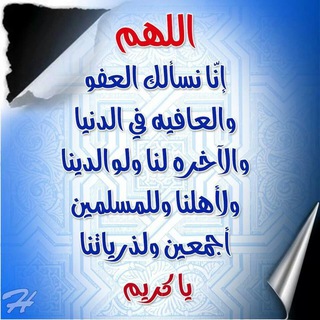 اللهم
إنّا نسألك العفو
والعافيه في الدنيا
والآخره لنا ولوالدينا
ولأهلنا وللمسلمين
أجمعين ولذرياتنا
يا كريم
H